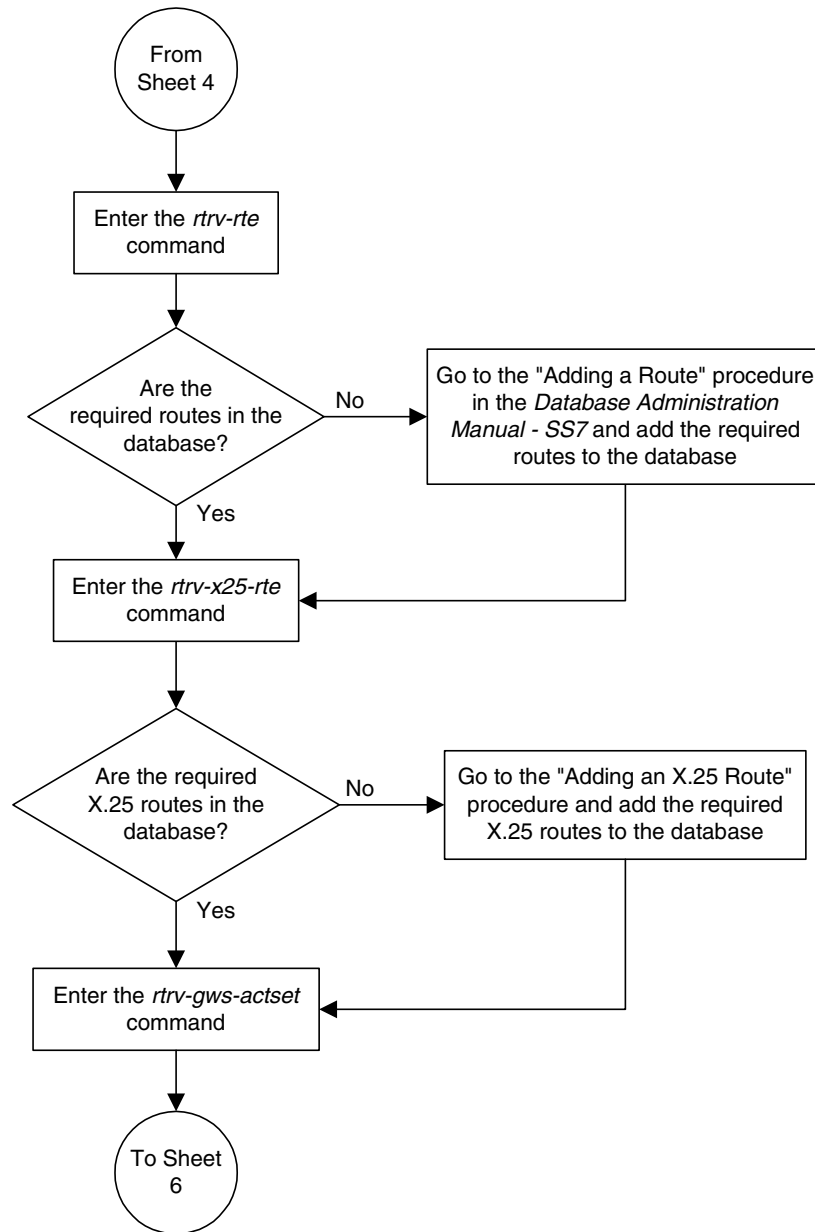 From
Sheet 4
Enter the rtrv-rte
command
Are the
required routes in the
database?
No
Go to the "Adding a Route" procedure
in the Database Administration
Manual - SS7 and add the required
routes to the database
Yes
Enter the rtrv-x25-rte
command
Are the required
X.25 routes in the
database?
No
Go to the "Adding an X.25 Route"
procedure and add the required
X.25 routes to the database
Yes
Enter the rtrv-gws-actset
command
To Sheet
6